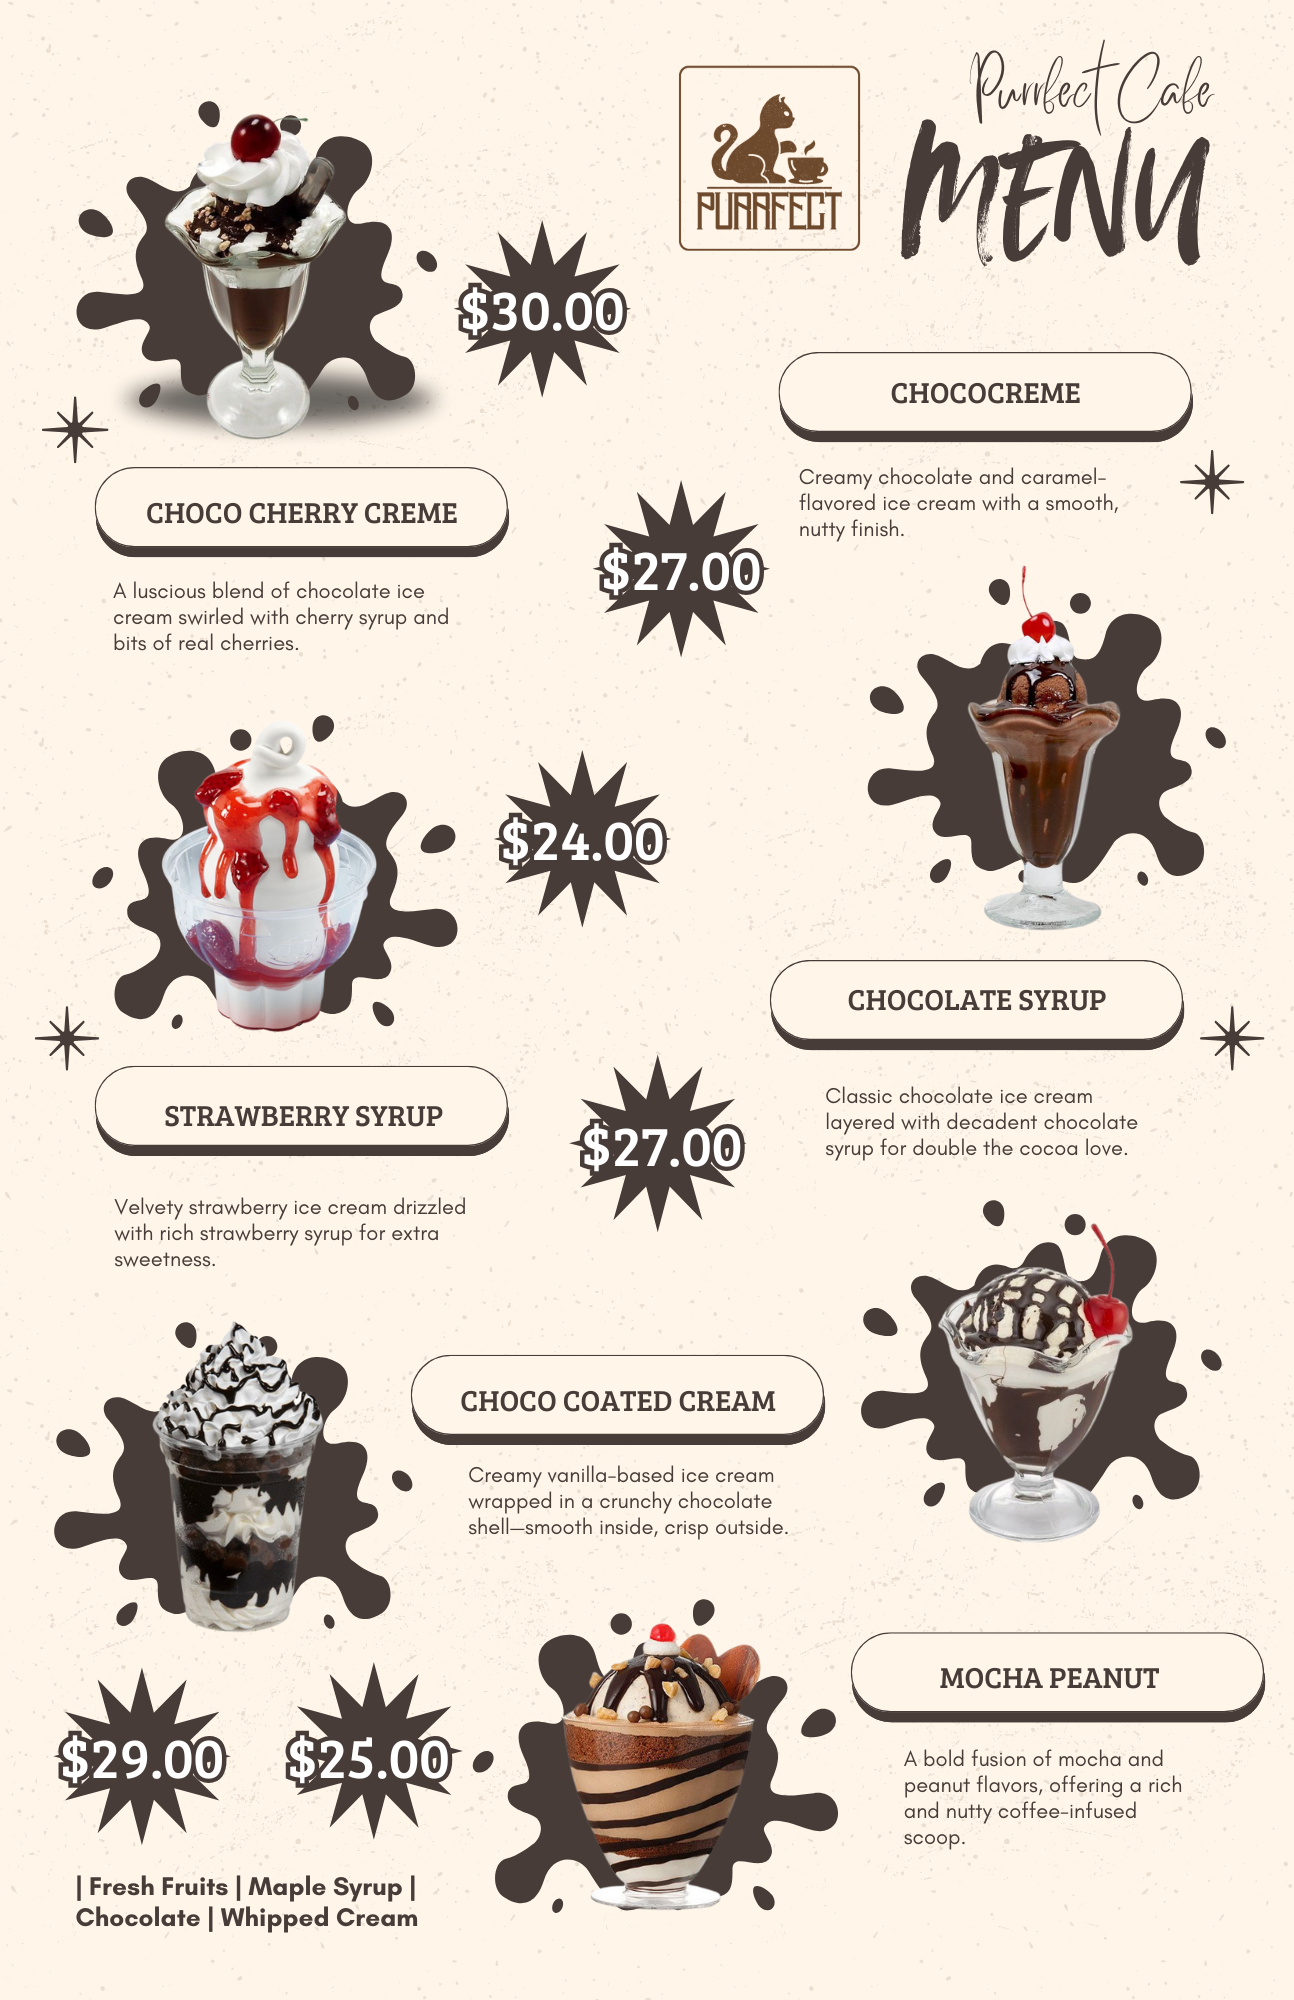 Purrfect Cafe
MENU
PURRFECT
$30.00
CHOCO CHERRY CREME
A luscious blend of chocolate ice
cream swirled with cherry syrup and
bits of real cherries.
CHOCOCREME
Creamy chocolate and caramel-
flavored ice cream with a smooth,
nutty finish.
$27.00
$24.00
STRAWBERRY SYRUP
Velvety strawberry ice cream drizzled
with rich strawberry syrup for extra
sweetness.
CHOCOLATE SYRUP
Classic chocolate ice cream
layered with decadent chocolate
syrup for double the cocoa love.
$27.00
CHOCO COATED CREAM
Creamy vanilla-based ice cream
wrapped in a crunchy chocolate
shell—smooth inside, crisp outside.
MOCHA PEANUT
A bold fusion of mocha and
peanut flavors, offering a rich
and nutty coffee-infused
scoop.
$29.00
$25.00
| Fresh Fruits | Maple Syrup |
Chocolate | Whipped Cream